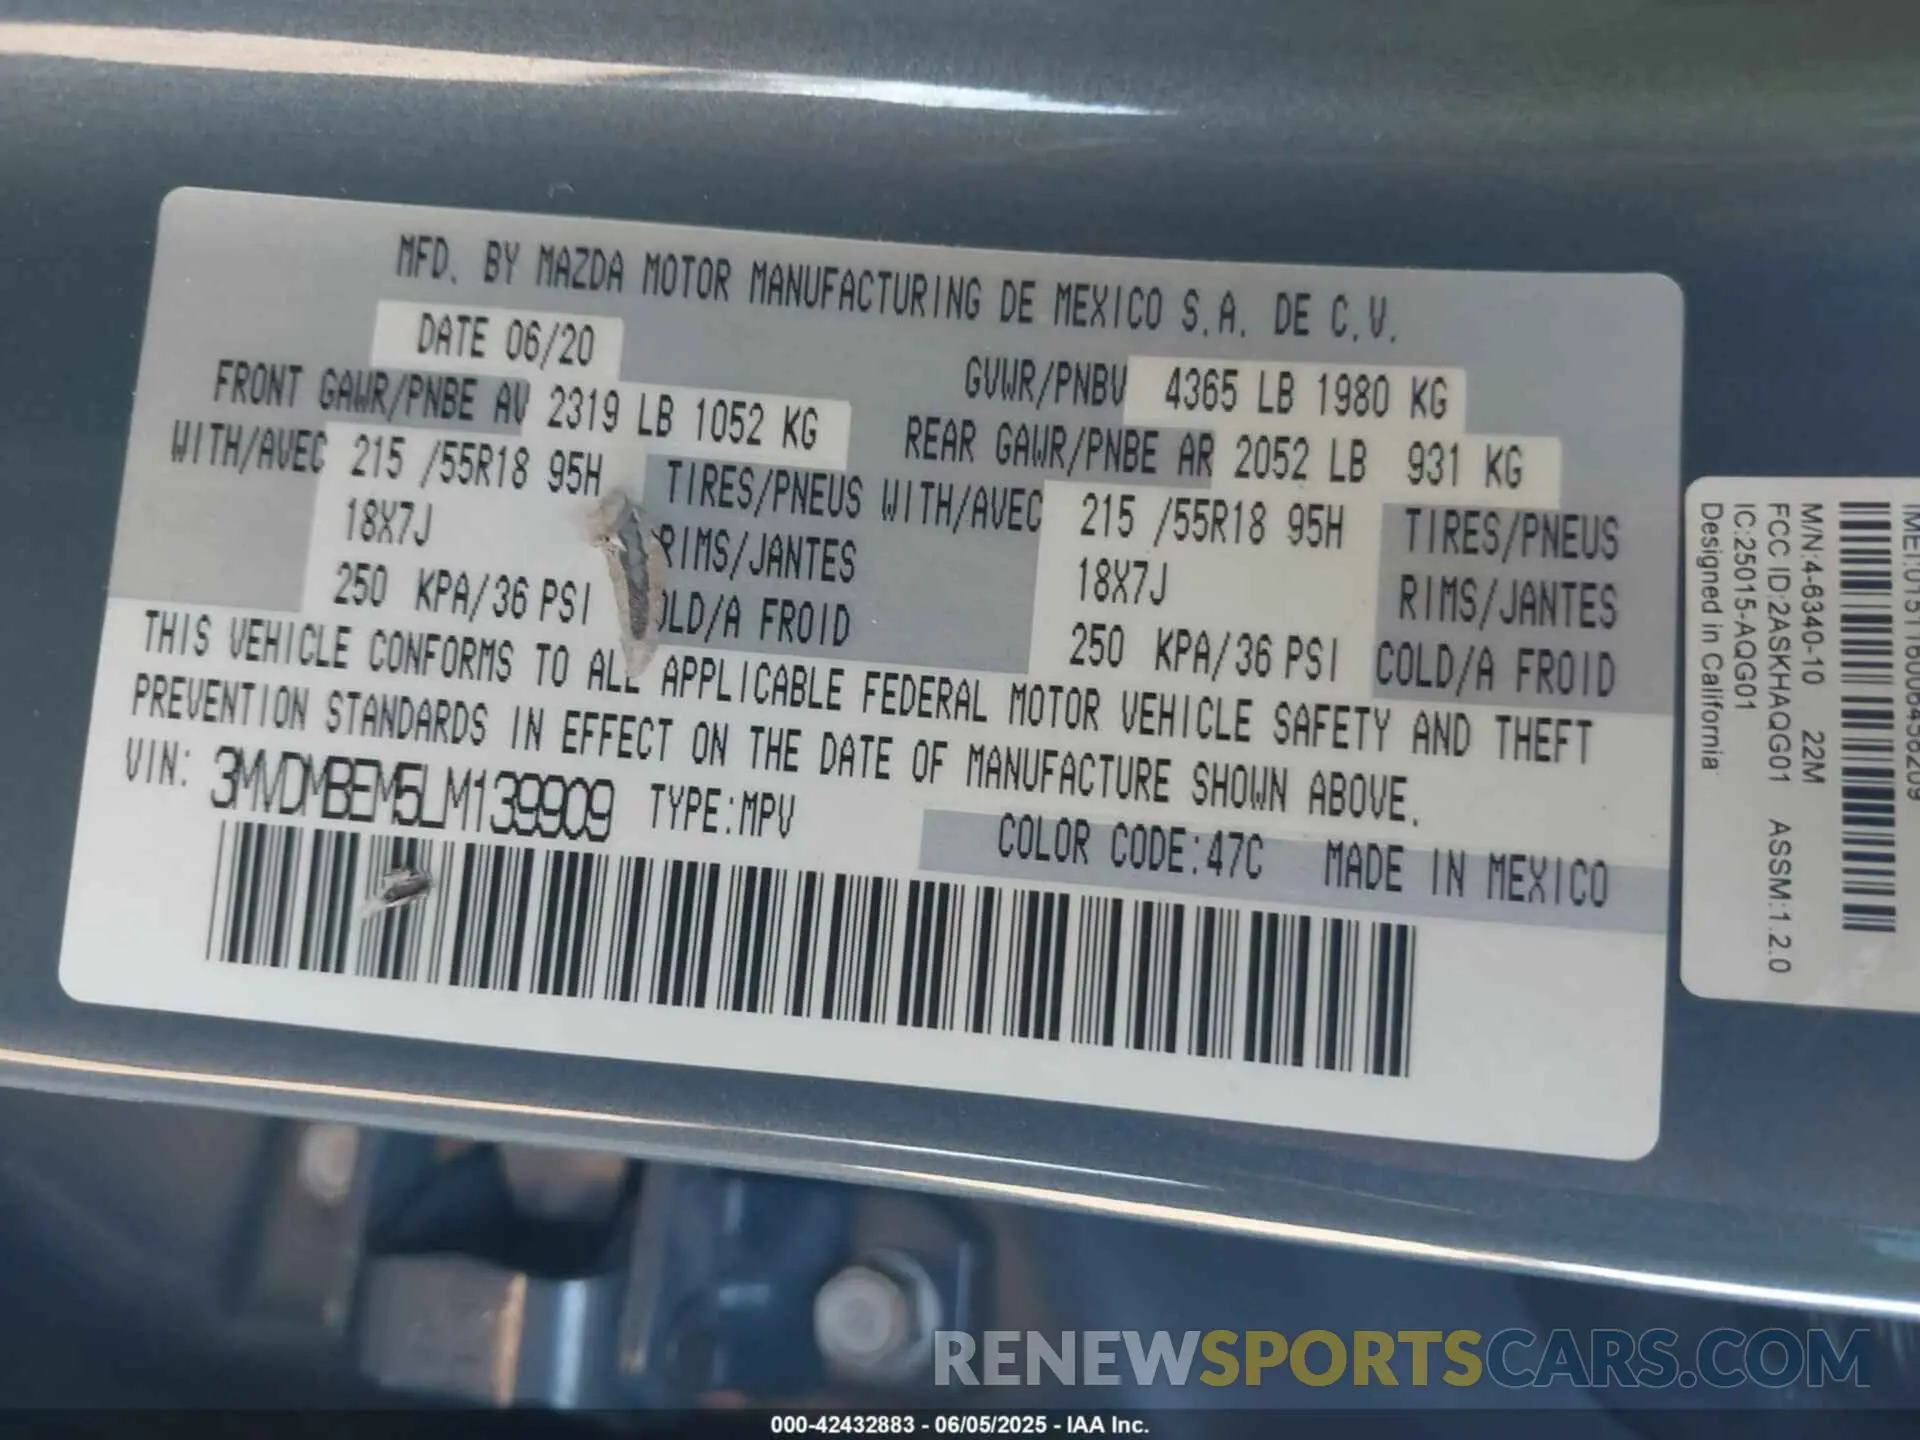 MFD. BY MAZDA MOTOR MANUFACTURING DE MEXICO S.A. DE C.V.
DATE 06/20
GVWR/PNBV 4365 LB 1980 KG
FRONT GAWR/PNBE AV 2319 LB 1052 KG
REAR GAWR/PNBE AR 2052 LB 931 KG
WITH/AVEC 215 /55R18 95H TIRES/PNEUS WITH/AVEC 215 /55R18 95H TIRES/PNEUS
18X7J RIMS/JANTES 18X7J RIMS/JANTES
250 KPA/36 PSI COLD/A FROID 250 KPA/36 PSI COLD/A FROID
THIS VEHICLE CONFORMS TO ALL APPLICABLE FEDERAL MOTOR VEHICLE SAFETY AND THEFT
PREVENTION STANDARDS IN EFFECT ON THE DATE OF MANUFACTURE SHOWN ABOVE.
VIN: 3MVDMBEM5LM139909 TYPE:MPV
COLOR CODE:47C MADE IN MEXICO
IMEI:015116006456209
M/N:4-6340-10 22M
FCC ID:2ASKHAQGG01 ASSM:1.2.0
IC:25015-AQG01
Designed in California
RENEWSPORTSCARS.COM
000-42432883 - 06/05/2025 - IAA Inc.